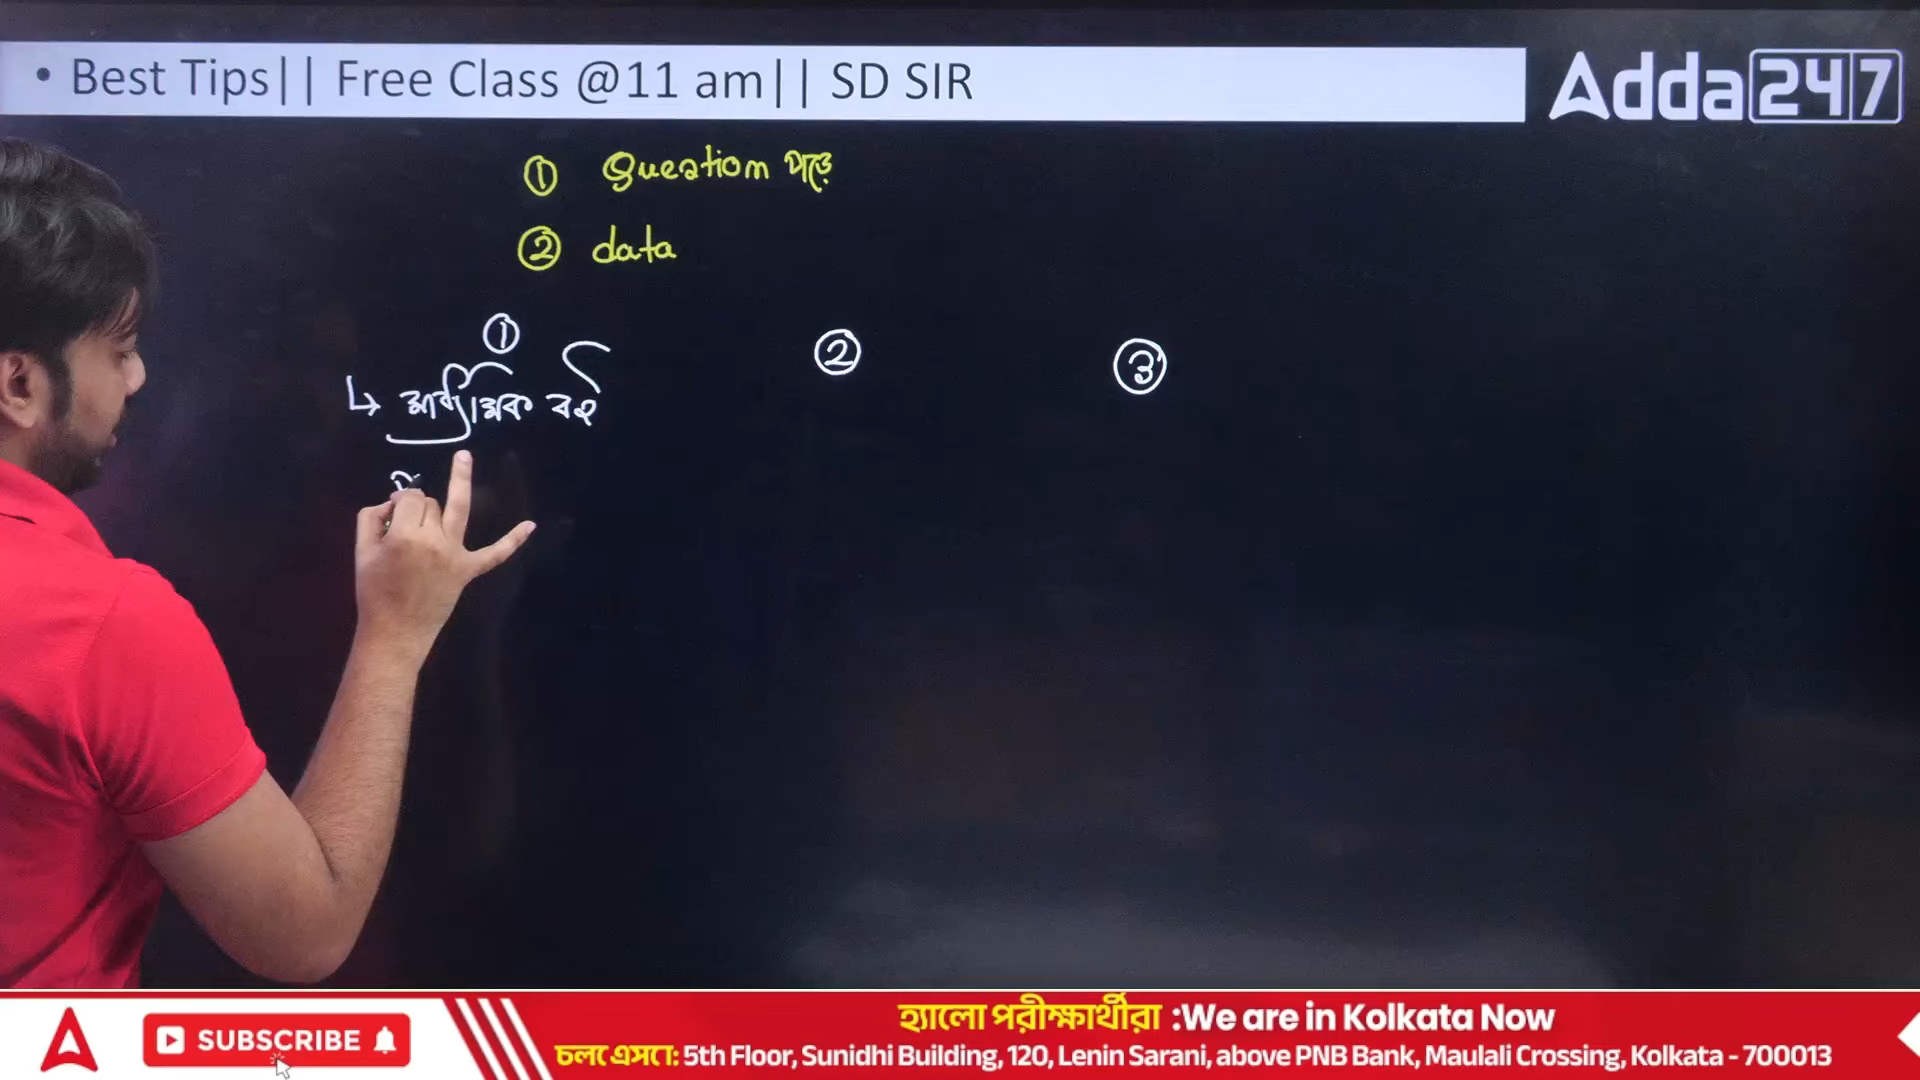 • Best Tips|| Free Class @11 am|| SD SIR
Adda247
① Question পড়ে
② data
① ② ③
↳ মাধ্যমিক বই
SUBSCRIBE
হ্যালো পরীক্ষার্থীরা :We are in Kolkata Now
চলে এসো: 5th Floor, Sunidhi Building, 120, Lenin Sarani, above PNB Bank, Maulali Crossing, Kolkata - 700013